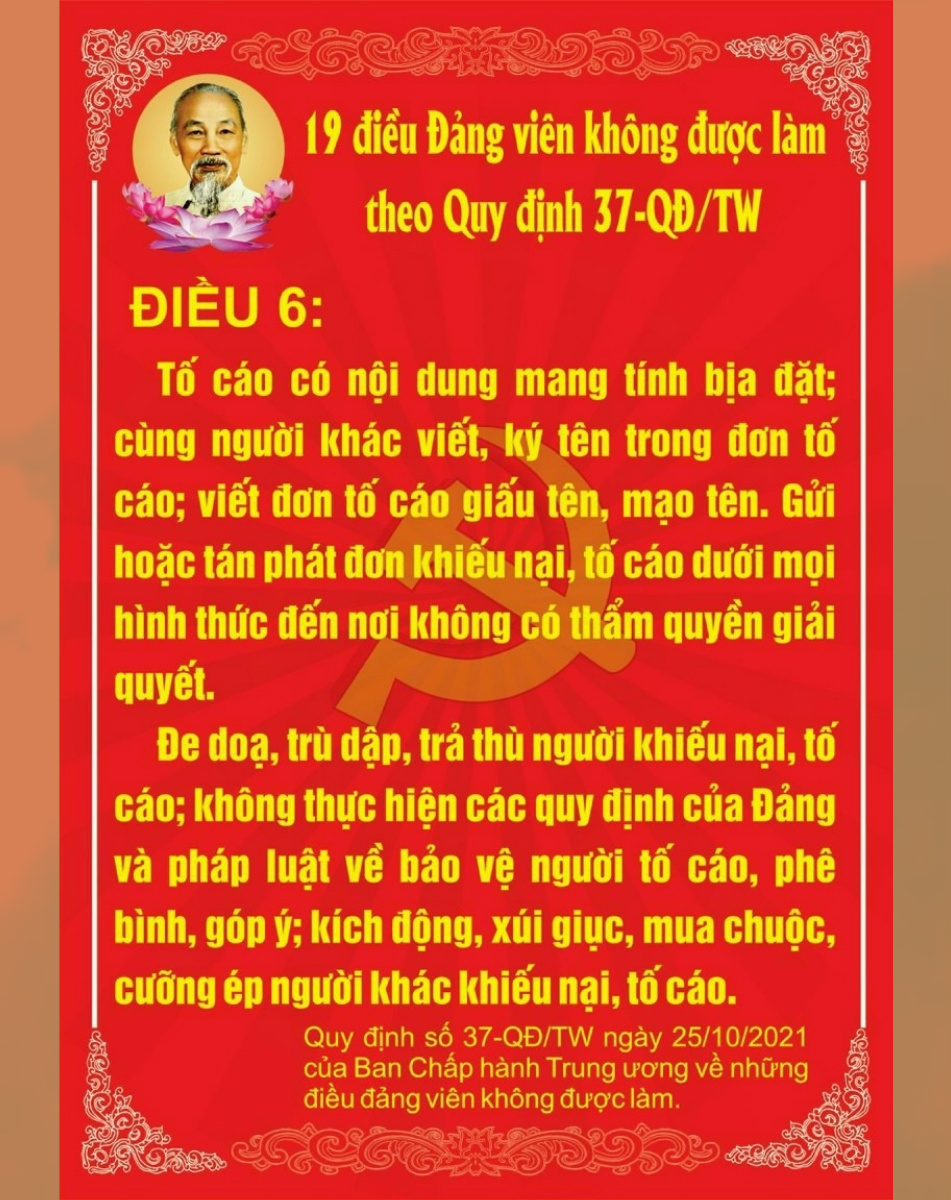 19 điều Đảng viên không được làm
theo Quy định 37-QĐ/TW
ĐIỀU 6:
Tố cáo có nội dung mang tính bịa đặt;
cùng người khác viết, ký tên trong đơn tố
cáo; viết đơn tố cáo giấu tên, mạo tên. Gửi
hoặc tán phát đơn khiếu nại, tố cáo dưới mọi
hình thức đến nơi không có thẩm quyền giải
quyết.
Đe doạ, trù dập, trả thù người khiếu nại, tố
cáo; không thực hiện các quy định của Đảng
và pháp luật về bảo vệ người tố cáo, phê
bình, góp ý; kích động, xúi giục, mua chuộc,
cưỡng ép người khác khiếu nại, tố cáo.
Quy định số 37-QĐ/TW ngày 25/10/2021
của Ban Chấp hành Trung ương về những
điều đảng viên không được làm.